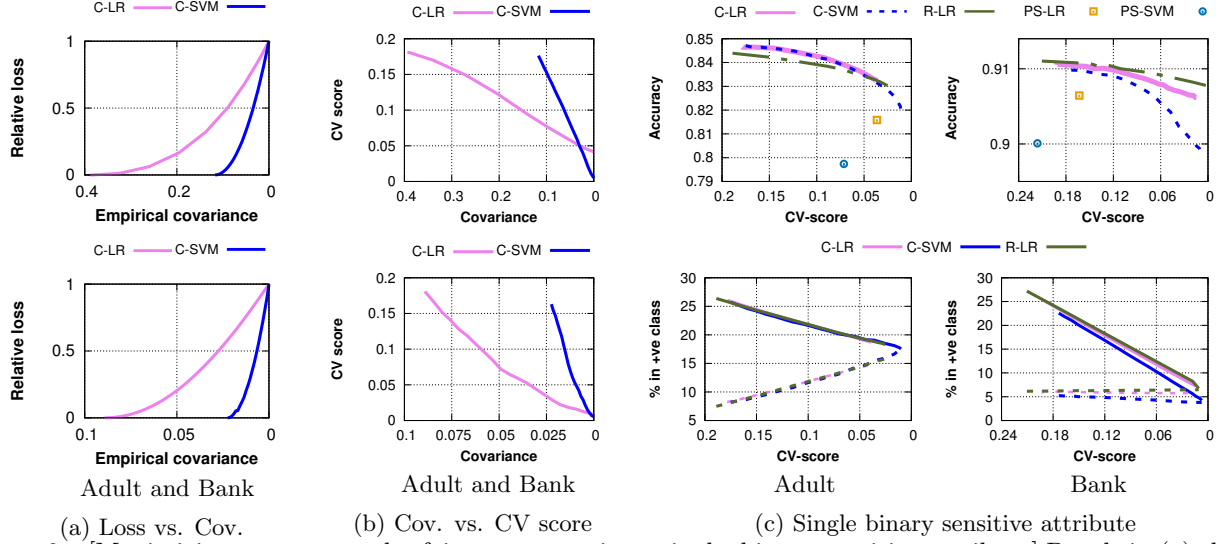 C-LR C-SVM
Relative loss
1
0.5
0
0.4 0.2 0
Empirical covariance
C-LR C-SVM
Relative loss
1
0.5
0
0.1 0.05 0
Empirical covariance
Adult and Bank
(a) Loss vs. Cov.
C-LR C-SVM
CV score
0.2
0.15
0.1
0.05
0
0.4 0.3 0.2 0.1 0
Covariance
C-LR C-SVM
CV score
0.2
0.15
0.1
0.05
0
0.1 0.075 0.05 0.025 0
Covariance
Adult and Bank
(b) Cov. vs. CV score
C-LR C-SVM R-LR PS-LR PS-SVM
Accuracy
0.85
0.84
0.83
0.82
0.81
0.8
0.79
0.2 0.15 0.1 0.05 0
CV-score
Accuracy
0.91
0.9
0.24 0.18 0.12 0.06 0
CV-score
C-LR C-SVM R-LR
% in +ve class
30
25
20
15
10
5
0.2 0.15 0.1 0.05 0
CV-score
Adult
% in +ve class
30
25
20
15
10
5
0
0.24 0.18 0.12 0.06 0
CV-score
Bank
(c) Single binary sensitive attribute